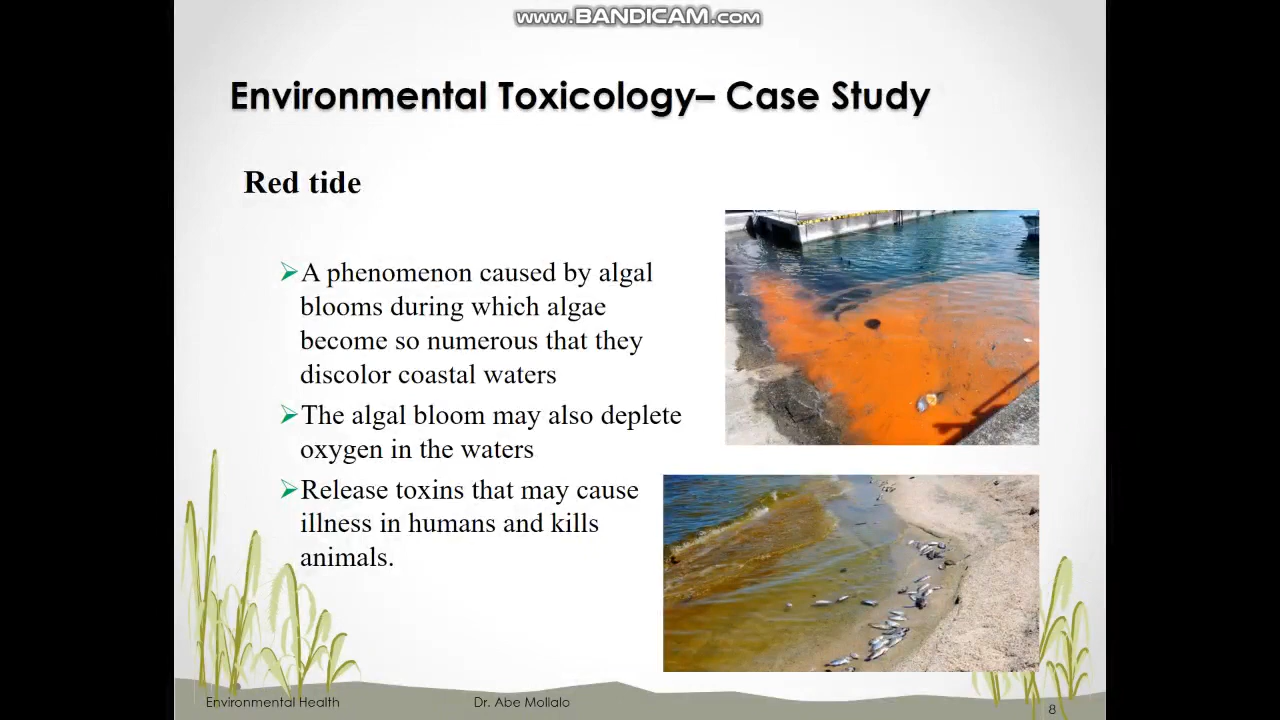 www.BANDICAM.com
Environmental Toxicology– Case Study
Red tide
A phenomenon caused by algal
blooms during which algae
become so numerous that they
discolor coastal waters
The algal bloom may also deplete
oxygen in the waters
Release toxins that may cause
illness in humans and kills
animals.
Environmental Health
Dr. Abe Mollalo
8